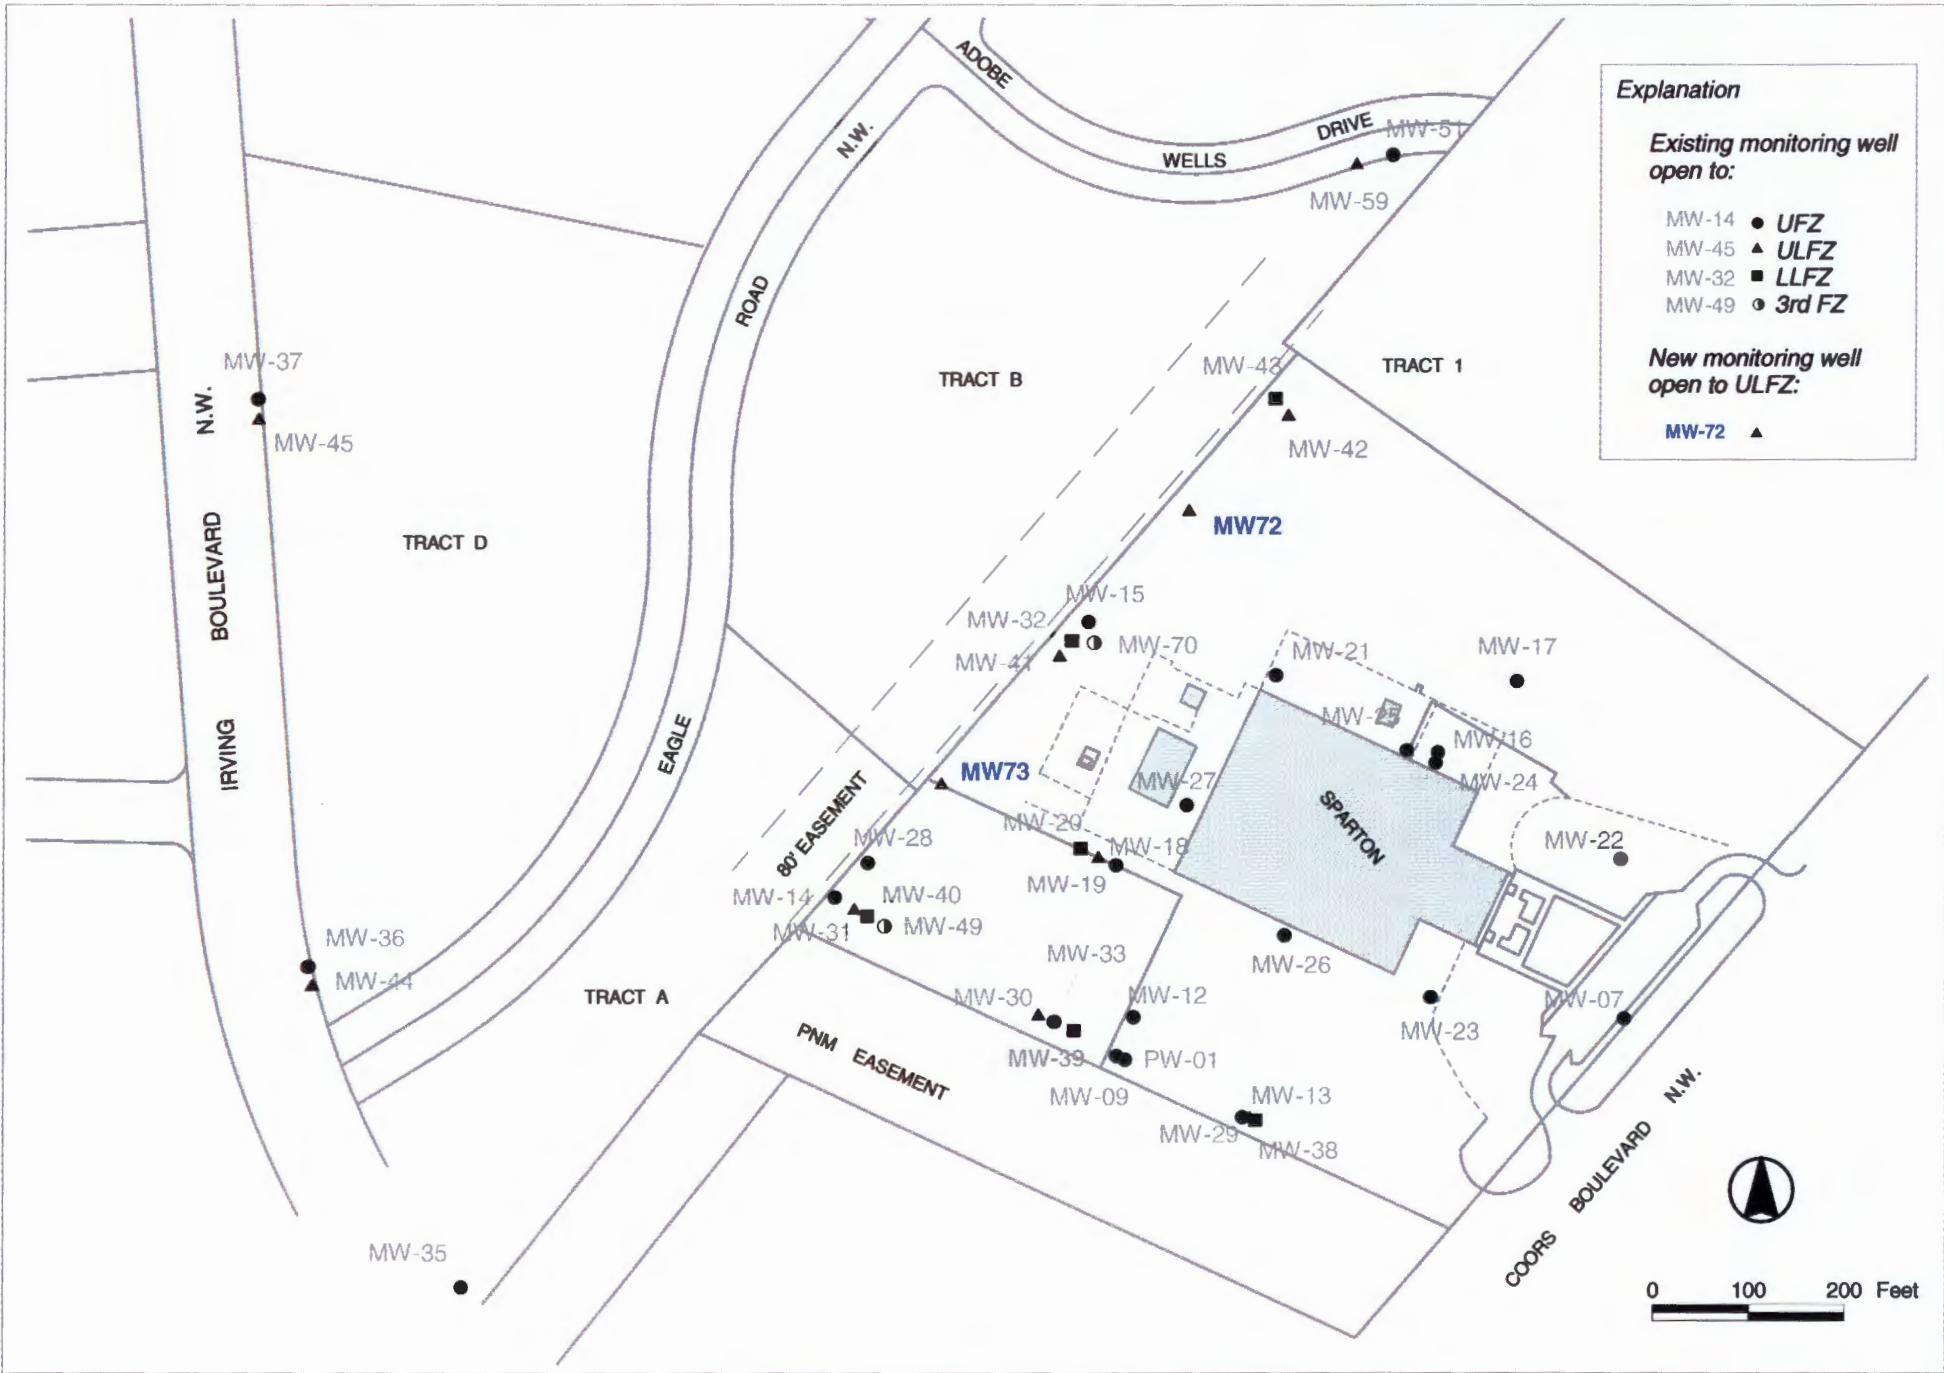 ADOBE
WELLS
DRIVE
MW-51
MW-59
Explanation
Existing monitoring well
open to:
MW-14 UFZ
MW-45 ULFZ
MW-32 LLFZ
MW-49 3rd FZ
New monitoring well
open to ULFZ:
MW-72
N.W.
ROAD
EAGLE
MW-37
MW-45
N.W.
BOULEVARD
IRVING
TRACT D
TRACT B
TRACT 1
MW-43
MW-42
MW72
MW-15
MW-32
MW-70
MW-41
MW-21
MW-17
MW-25
MW-16
MW-24
MW73
MW-27
SPARTON
MW-22
80' EASEMENT
MW-28
MW-20
MW-18
MW-19
MW-14
MW-40
MW-31
MW-49
MW-36
MW-44
MW-33
MW-26
TRACT A
MW-30
MW-12
MW-07
MW-23
PNM EASEMENT
MW-39
PW-01
MW-09
MW-13
MW-29
MW-38
COORS BOULEVARD N.W.
MW-35
0 100 200 Feet